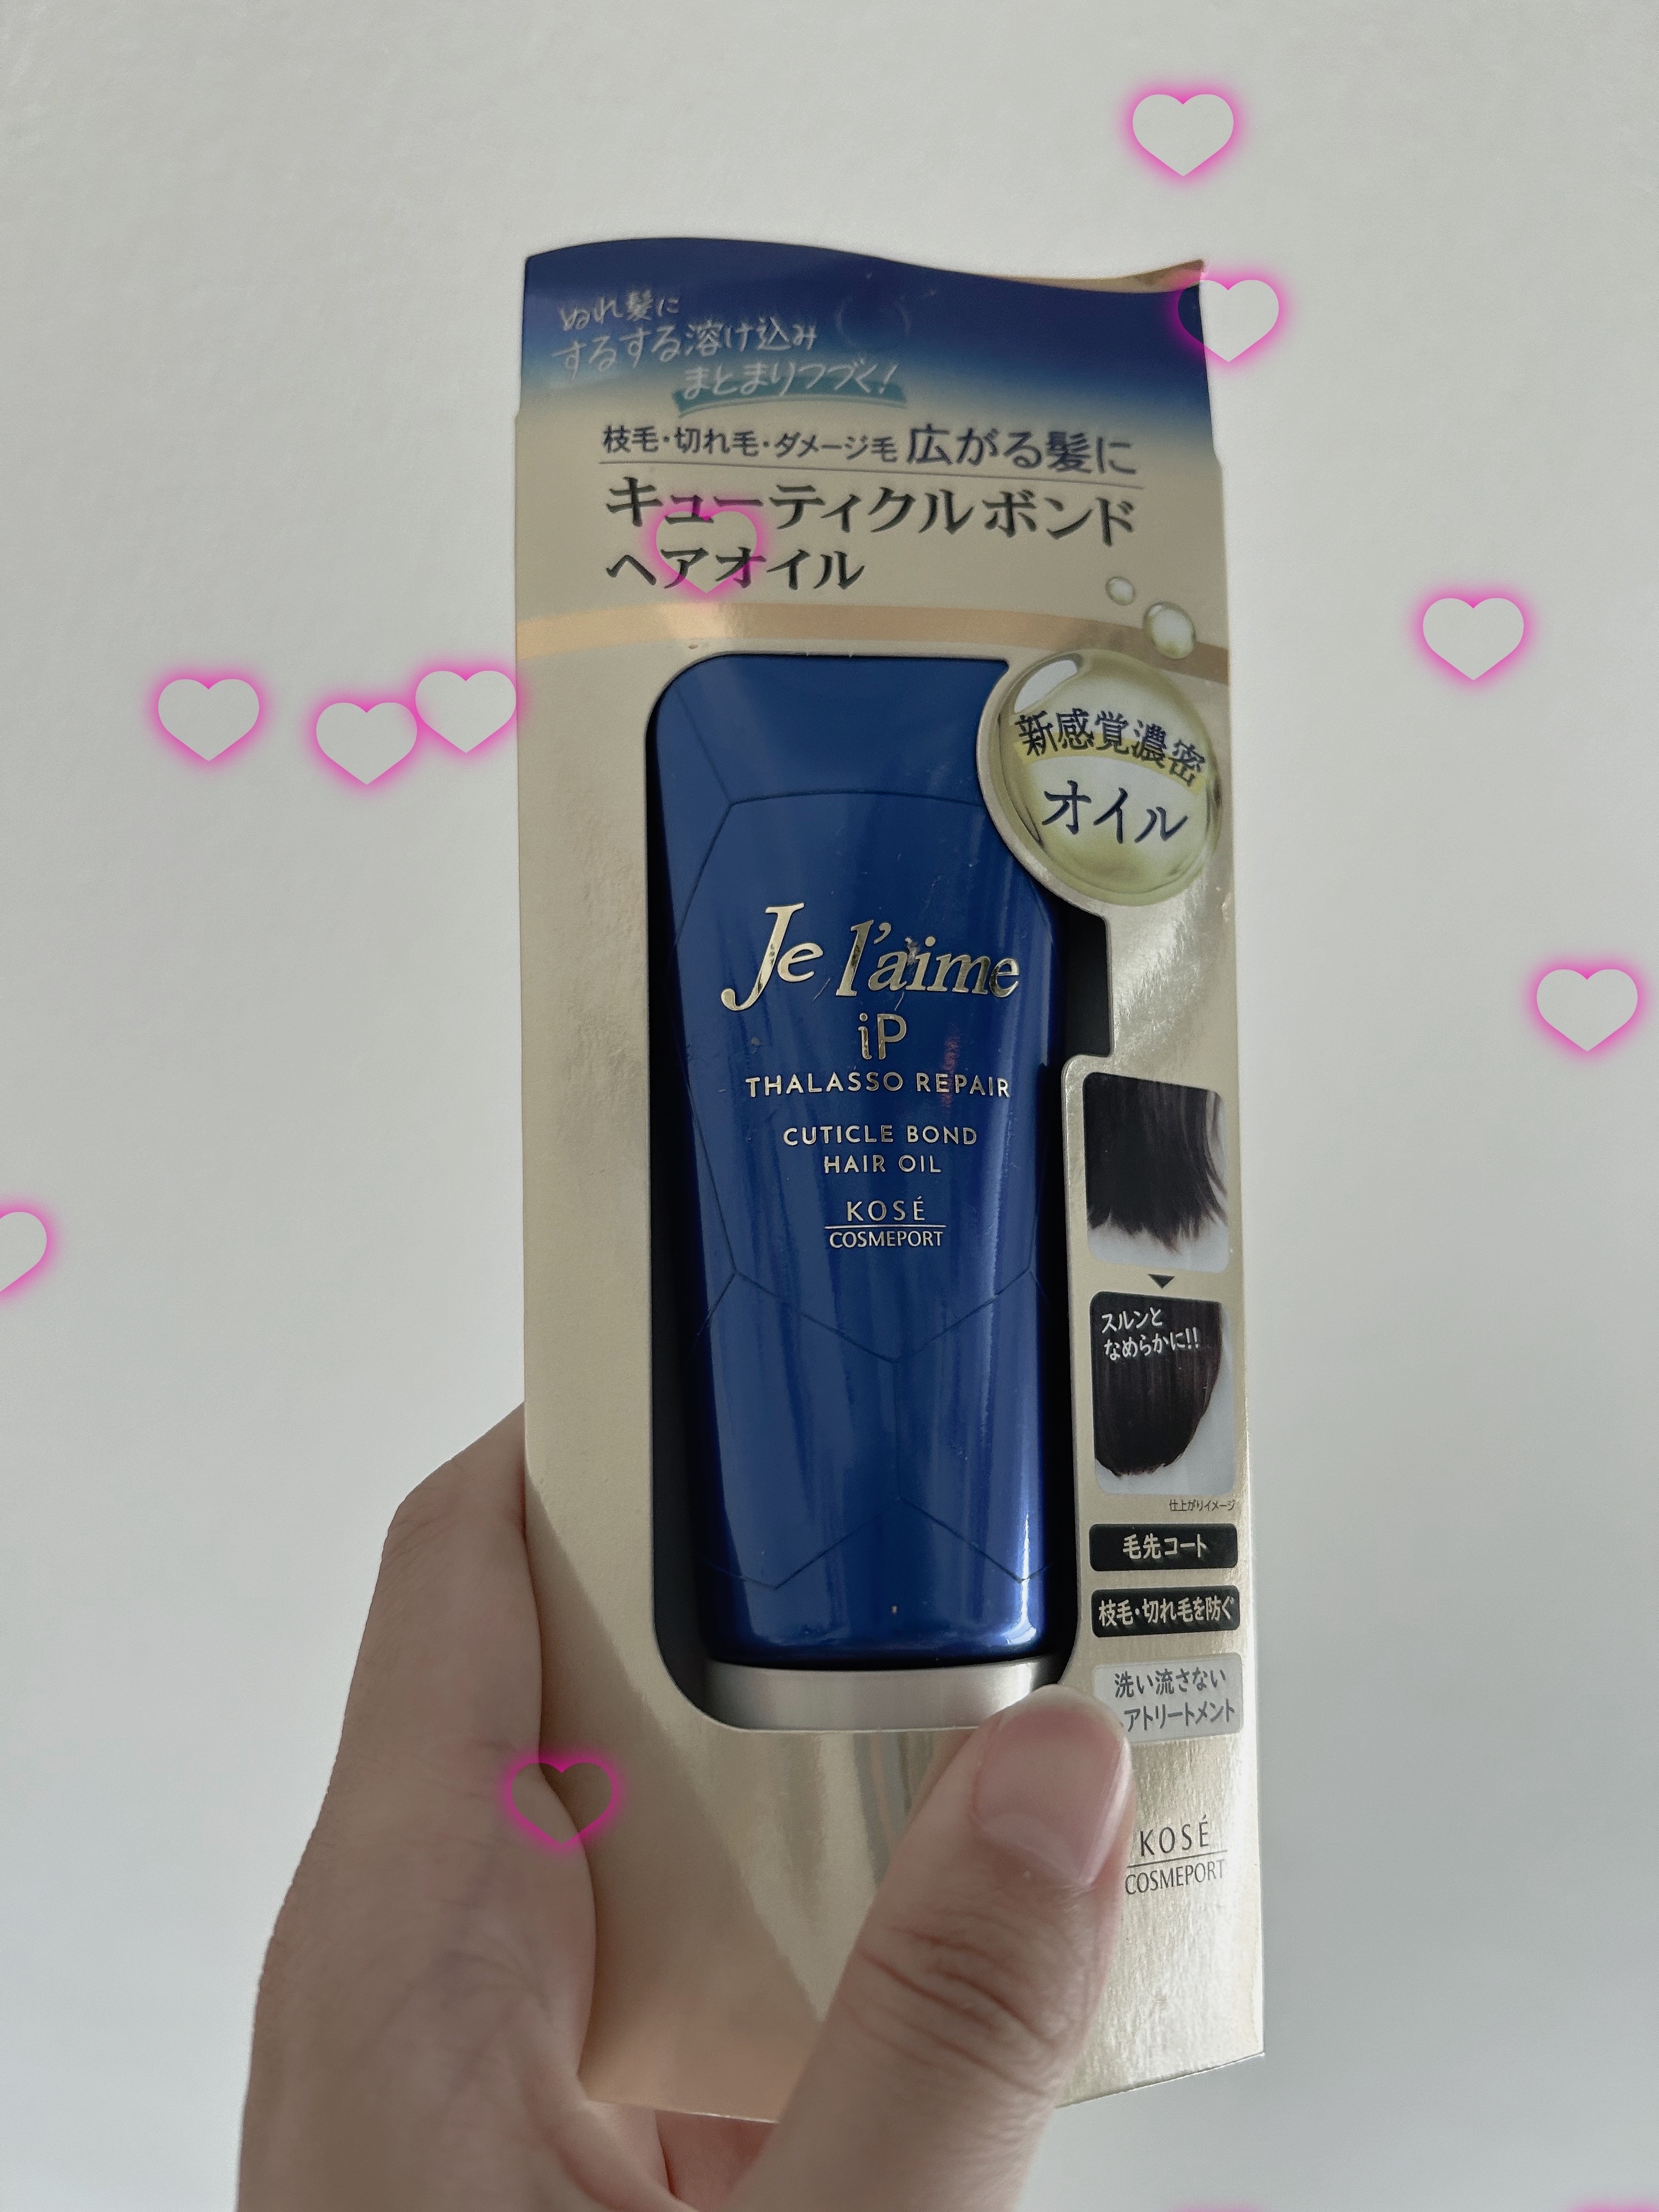 ぬれ髪に
するする溶け込み
まとまりつづく!
枝毛・切れ毛・ダメージ毛 広がる髪に
キューティクルボンド
ヘアオイル
新感覚濃密
オイル
Je l'aime
iP
THALASSO REPAIR
CUTICLE BOND
HAIR OIL
KOSÉ
COSMEPORT
スルンと
なめらかに!!
仕上がりイメージ
毛先コート
枝毛・切れ毛を防ぐ
洗い流さない
アトリートメント
KOSÉ
COSMEPORT